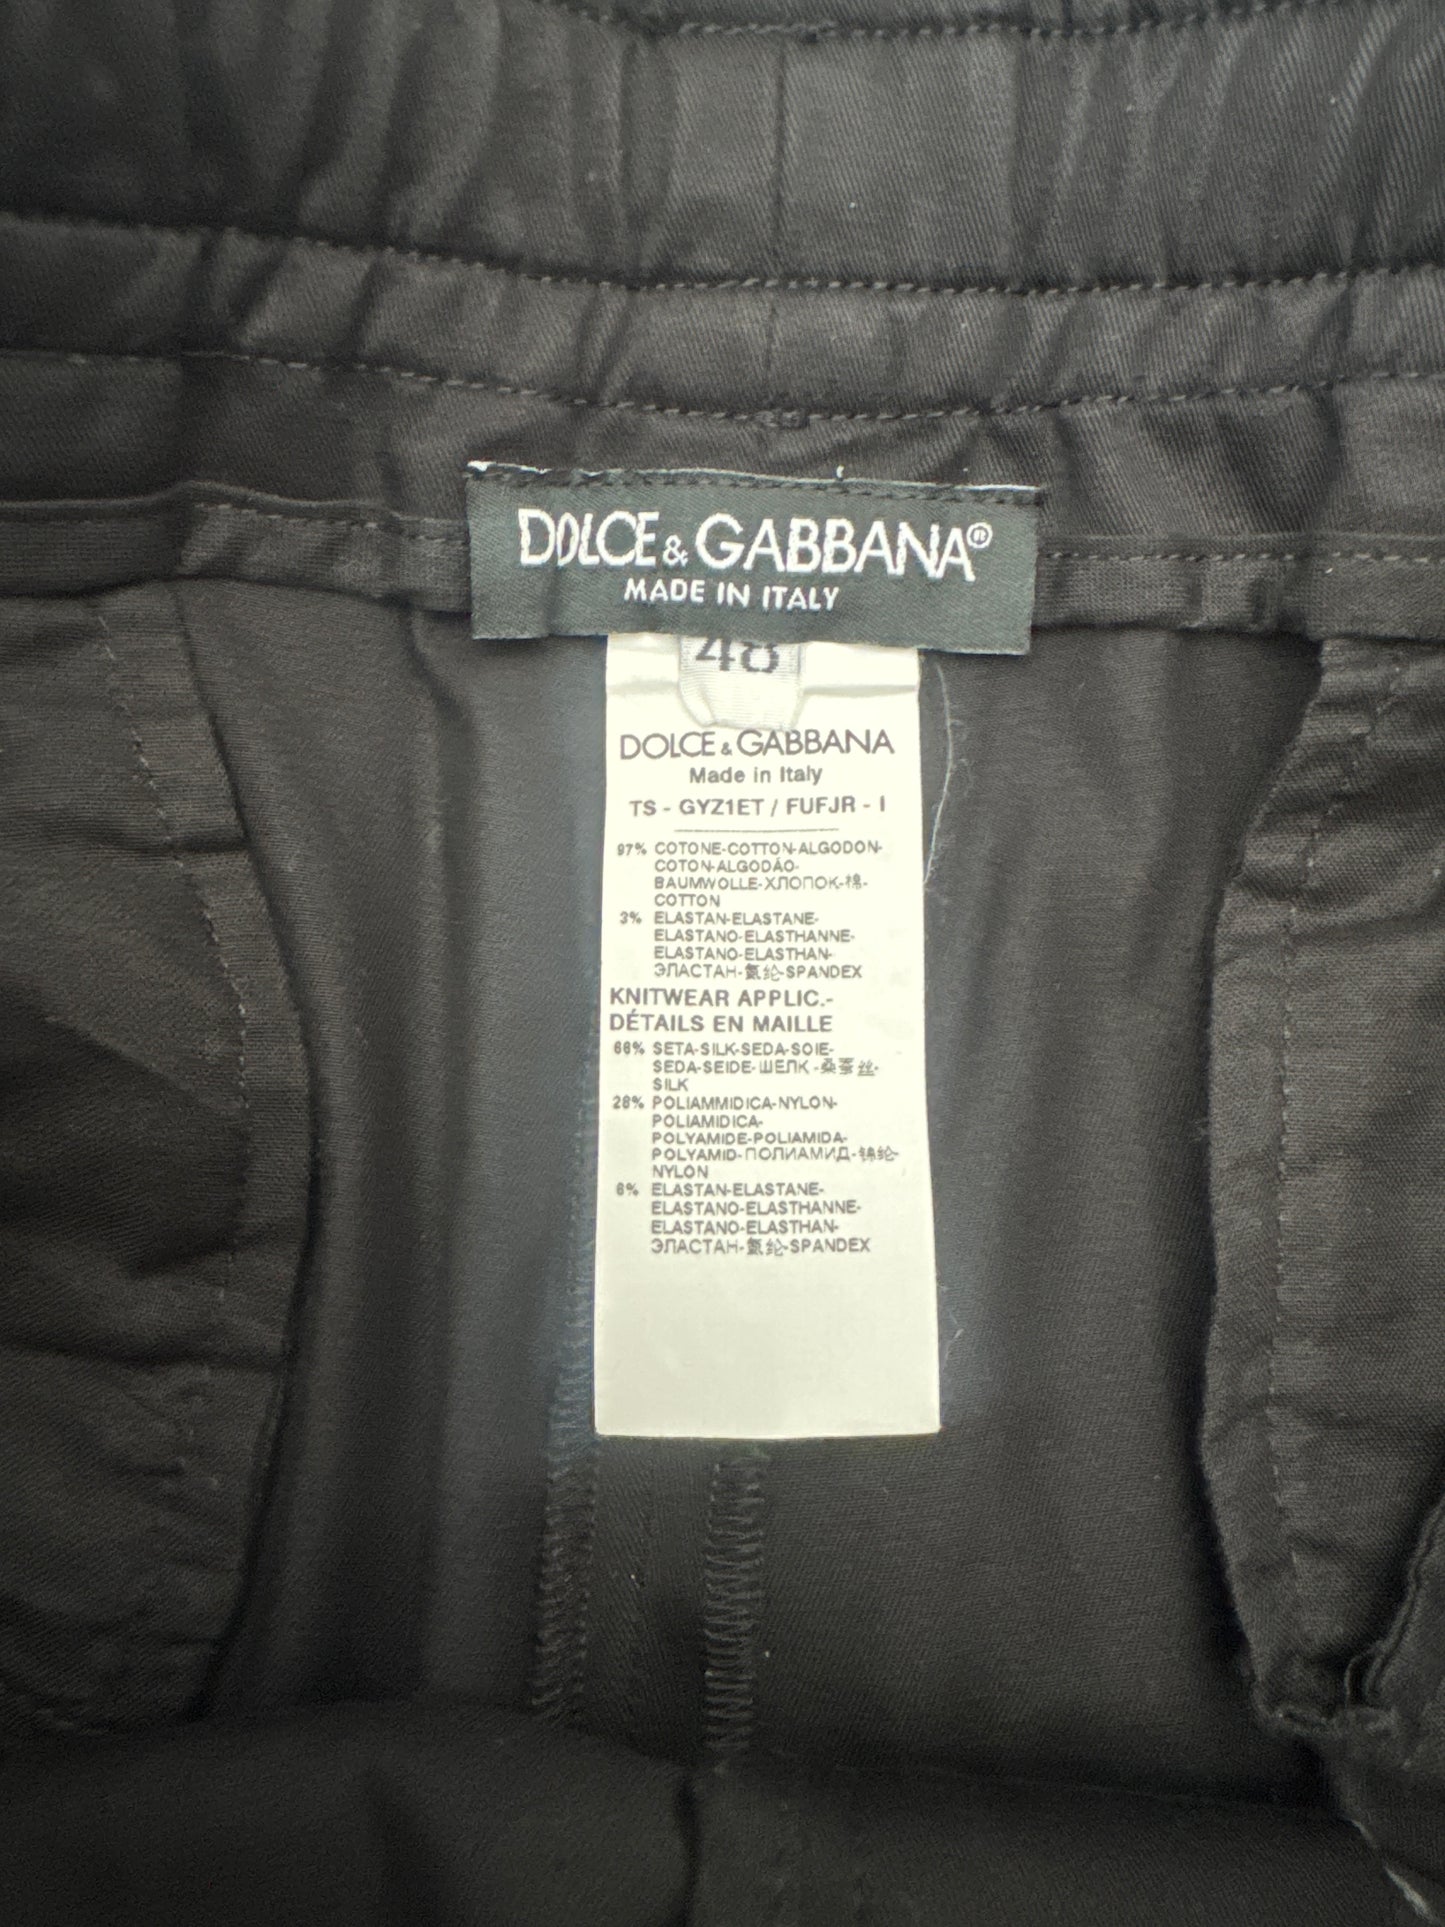 DOLCE & GABBANA®
MADE IN ITALY
48
DOLCE & GABBANA
Made in Italy
TS - GYZ1ET / FUFJR - I
97% COTONE-COTTON-ALGODON-
COTON-ALGODÃO-
BAUMWOLLE-ХЛОПОК-棉-
COTTON
3% ELASTAN-ELASTANE-
ELASTANO-ELASTHANNE-
ELASTANO-ELASTHAN-
ЭЛАСТАН-氨纶-SPANDEX
KNITWEAR APPLIC.-
DÉTAILS EN MAILLE
66% SETA-SILK-SEDA-SOIE-
SEDA-SEIDE-ШЕЛК -桑蚕丝-
SILK
28% POLIAMMIDICA-NYLON-
POLIAMIDICA-
POLYAMIDE-POLIAMIDA-
POLYAMID-ПОЛИАМИД-锦纶-
NYLON
6% ELASTAN-ELASTANE-
ELASTANO-ELASTHANNE-
ELASTANO-ELASTHAN-
ЭЛАСТАН-氨纶-SPANDEX